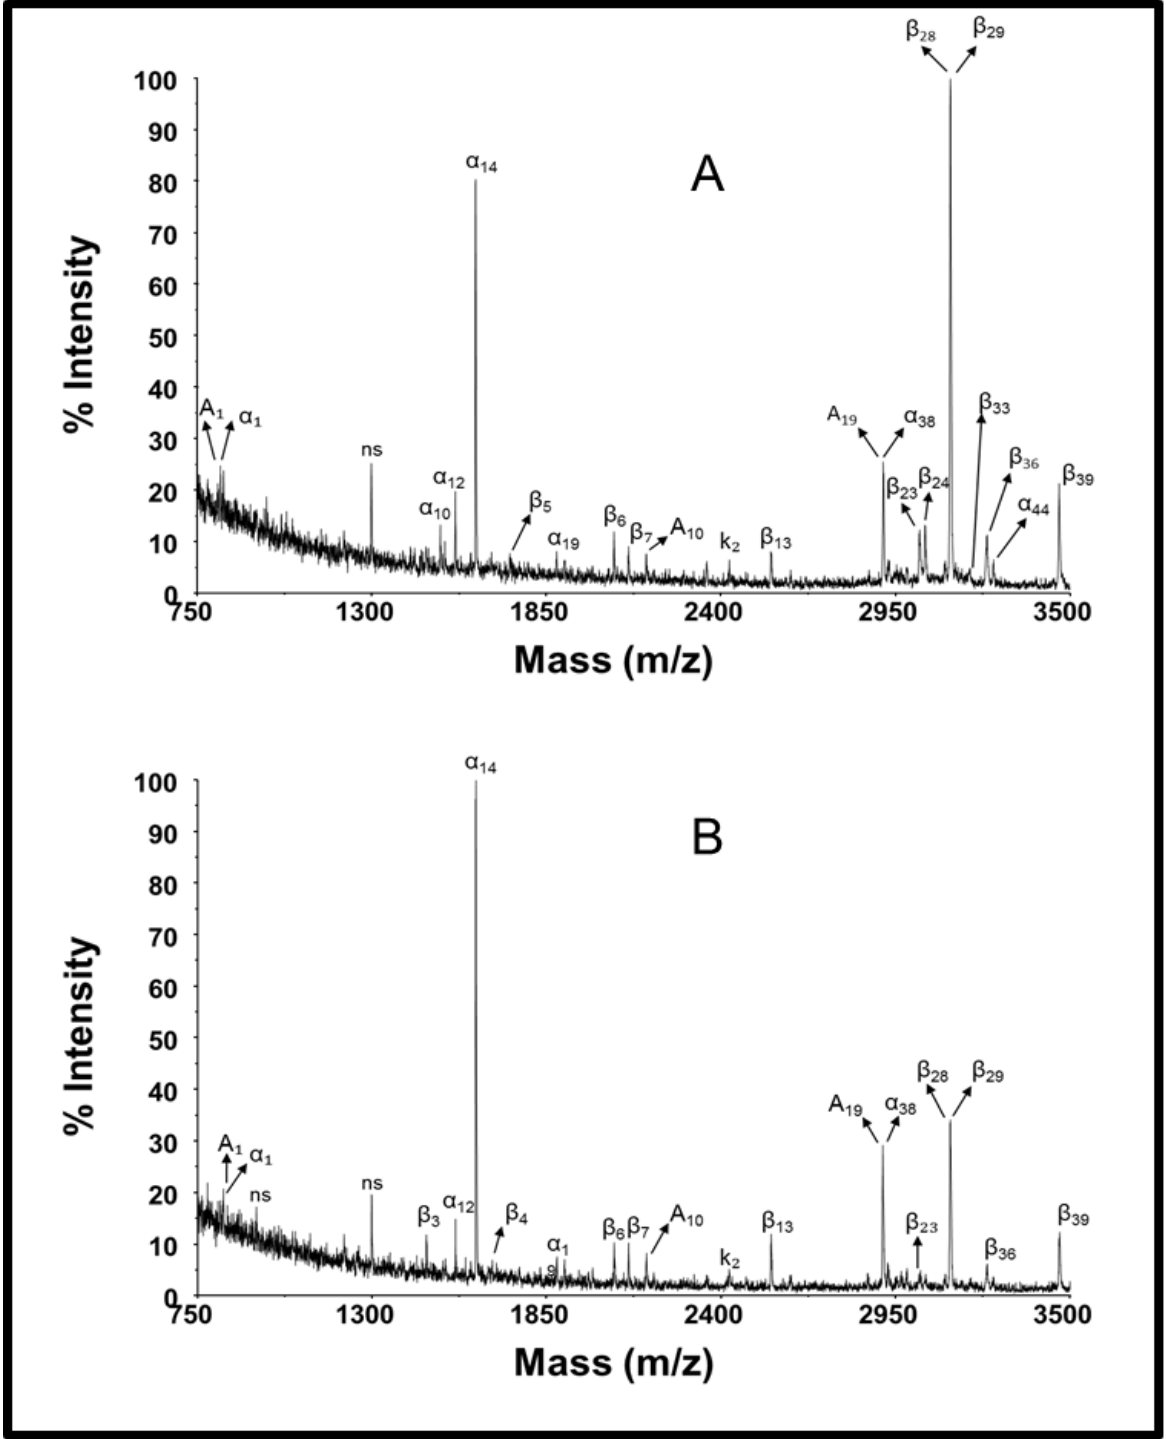 β₂₈ β₂₉
100
α₁₄
A
90
80
70
60
50
40
β₃₃
A₁ α₁
A₁₉ α₃₈
30
ns
β₃₆
α₁₂
β₂₃ β₂₄
β₃₉
20
α₁₀
β₅
α₄₄
β₆ β₇ A₁₀
α₁₉
k₂ β₁₃
10
0
% Intensity
750 1300 1850 2400 2950 3500
Mass (m/z)
α₁₄
100
B
90
80
70
60
50
β₂₈ β₂₉
40
A₁₉ α₃₈
30
A₁ α₁
ns
ns
20
β₃ α₁₂ β₄
β₆ β₇ A₁₀
β₁₃
β₂₃
β₃₉
10
α₁
9
k₂
β₃₆
0
% Intensity
750 1300 1850 2400 2950 3500
Mass (m/z)